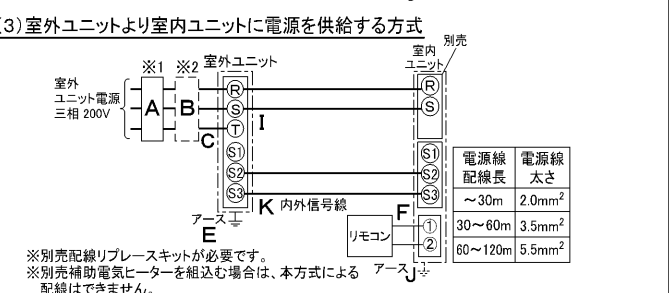 (3)室外ユニットより室内ユニットに電源を供給する方式
※1 ※2 室外ユニット
室内
ユニット
別売
室外
ユニット電源
三相 200V
A
B
C
R
S
T
S1
S2
S3
I
K 内外信号線
アース
E
R
S
S1
S2
S3
F
リモコン
①
②
アース
J
電源線
配線長
電源線
太さ
~30m 2.0mm²
30~60m 3.5mm²
60~120m 5.5mm²
※別売配線リプレースキットが必要です。
※別売補助電気ヒーターを組込む場合は、本方式による
配線はできません。